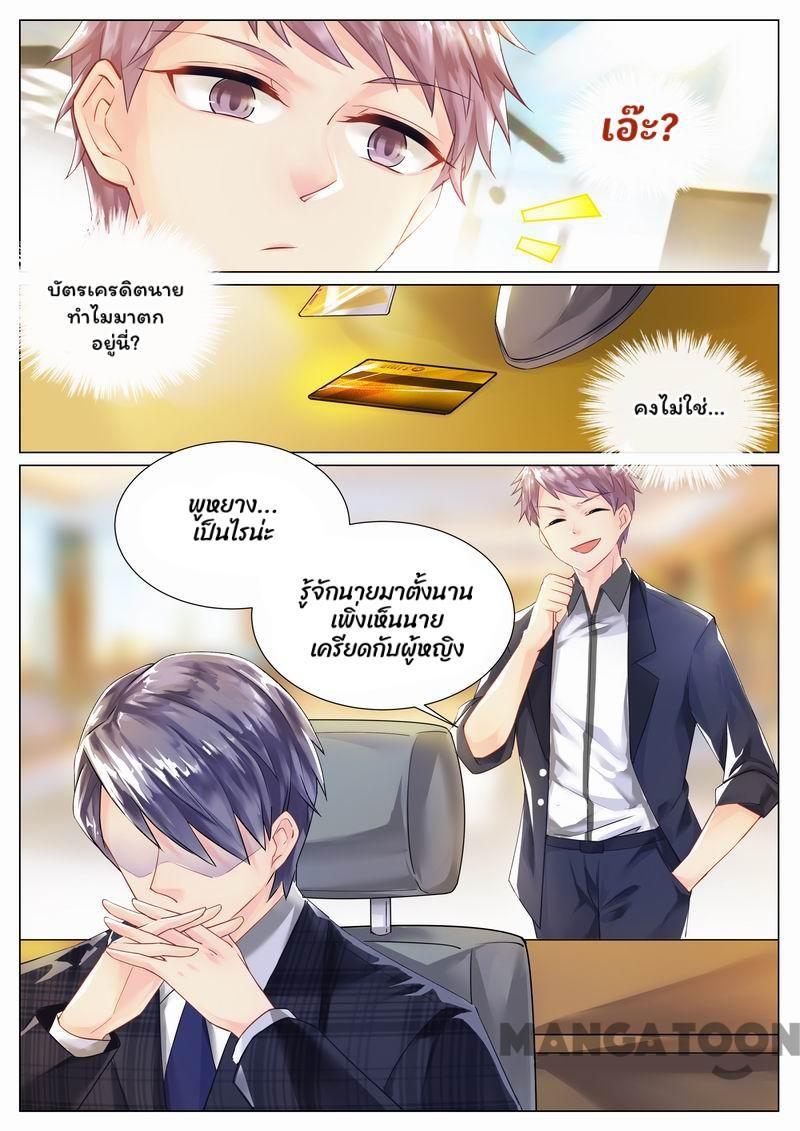 เอ๊ะ?
บัตรเครดิตนาย
ทำไมมาตก
อยู่นี่?
คงไม่ใช่...
พูหยาง...
เป็นไรน่ะ
รู้จักนายมาตั้งนาน
เพิ่งเห็นนาย
เครียดกับผู้หญิง
MANGATOON